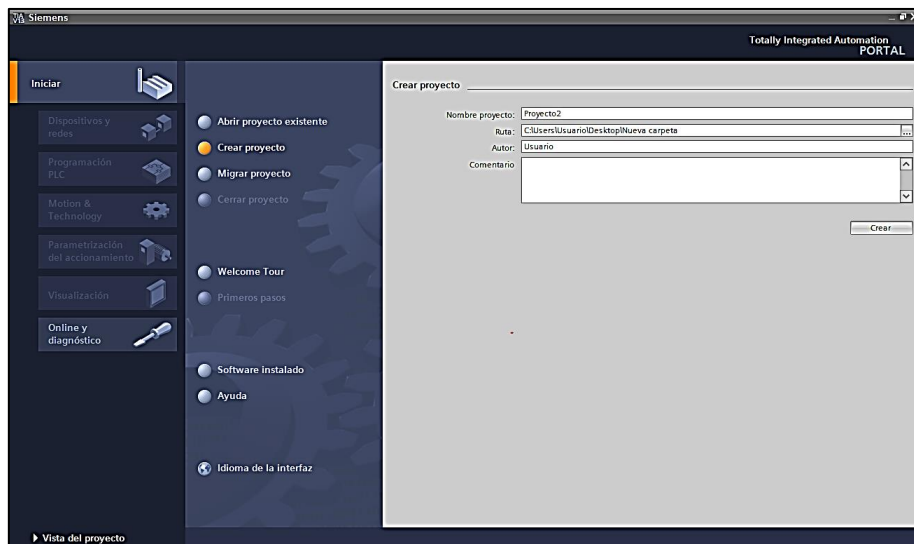 Siemens
Totally Integrated Automation
PORTAL
Iniciar
Dispositivos y
redes
Programación
PLC
Motion &
Technology
Parametrización
del accionamiento
Visualización
Online y
diagnóstico
Abrir proyecto existente
Crear proyecto
Migrar proyecto
Cerrar proyecto
Welcome Tour
Primeros pasos
Software instalado
Ayuda
Idioma de la interfaz
Crear proyecto
Nombre proyecto: Proyecto2
Ruta: C:\Users\Usuario\Desktop\Nueva carpeta
...
Autor: Usuario
Comentario
Crear
Vista del proyecto